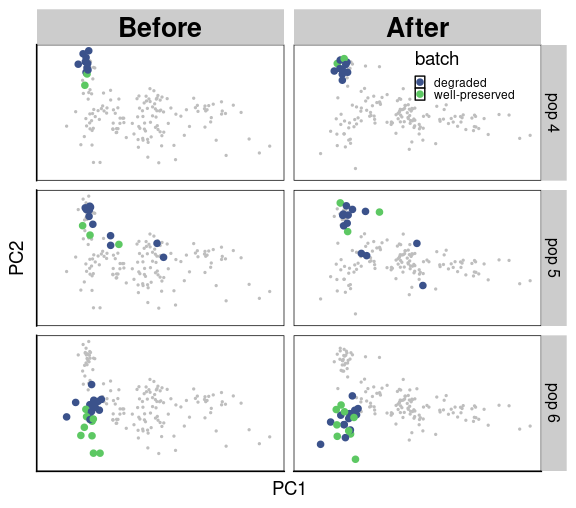 Before
After
batch
degraded
well-preserved
pop 4
pop 5
pop 6
PC2
PC1